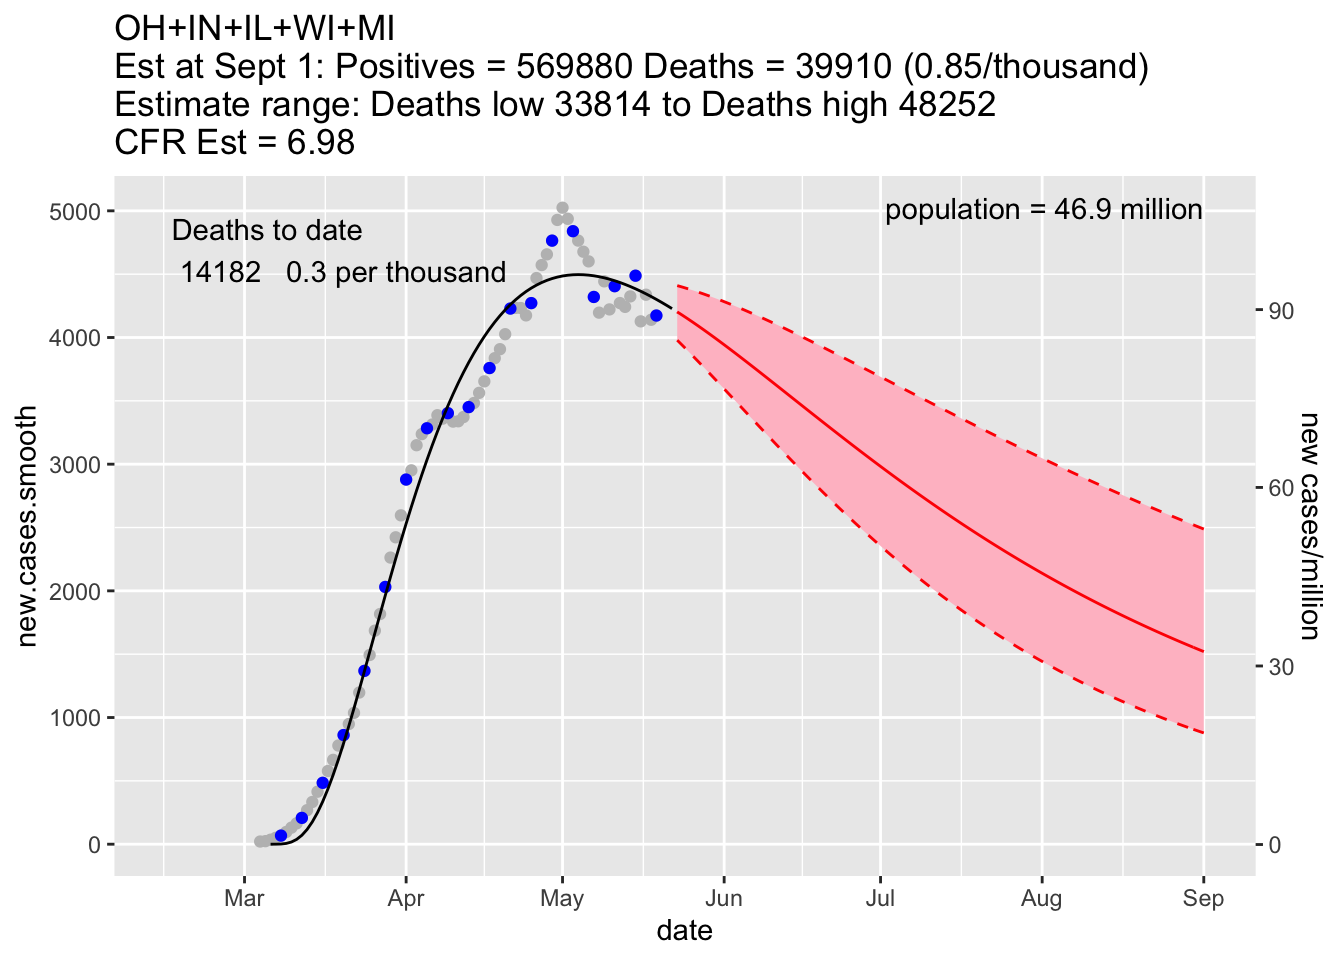 OH+IN+IL+WI+MI
Est at Sept 1: Positives = 569880 Deaths = 39910 (0.85/thousand)
Estimate range: Deaths low 33814 to Deaths high 48252
CFR Est = 6.98
Deaths to date
14182 0.3 per thousand
population = 46.9 million
new.cases.smooth
5000
4000
3000
2000
1000
0
90
60
30
0
new cases/million
Mar Apr May Jun Jul Aug Sep
date